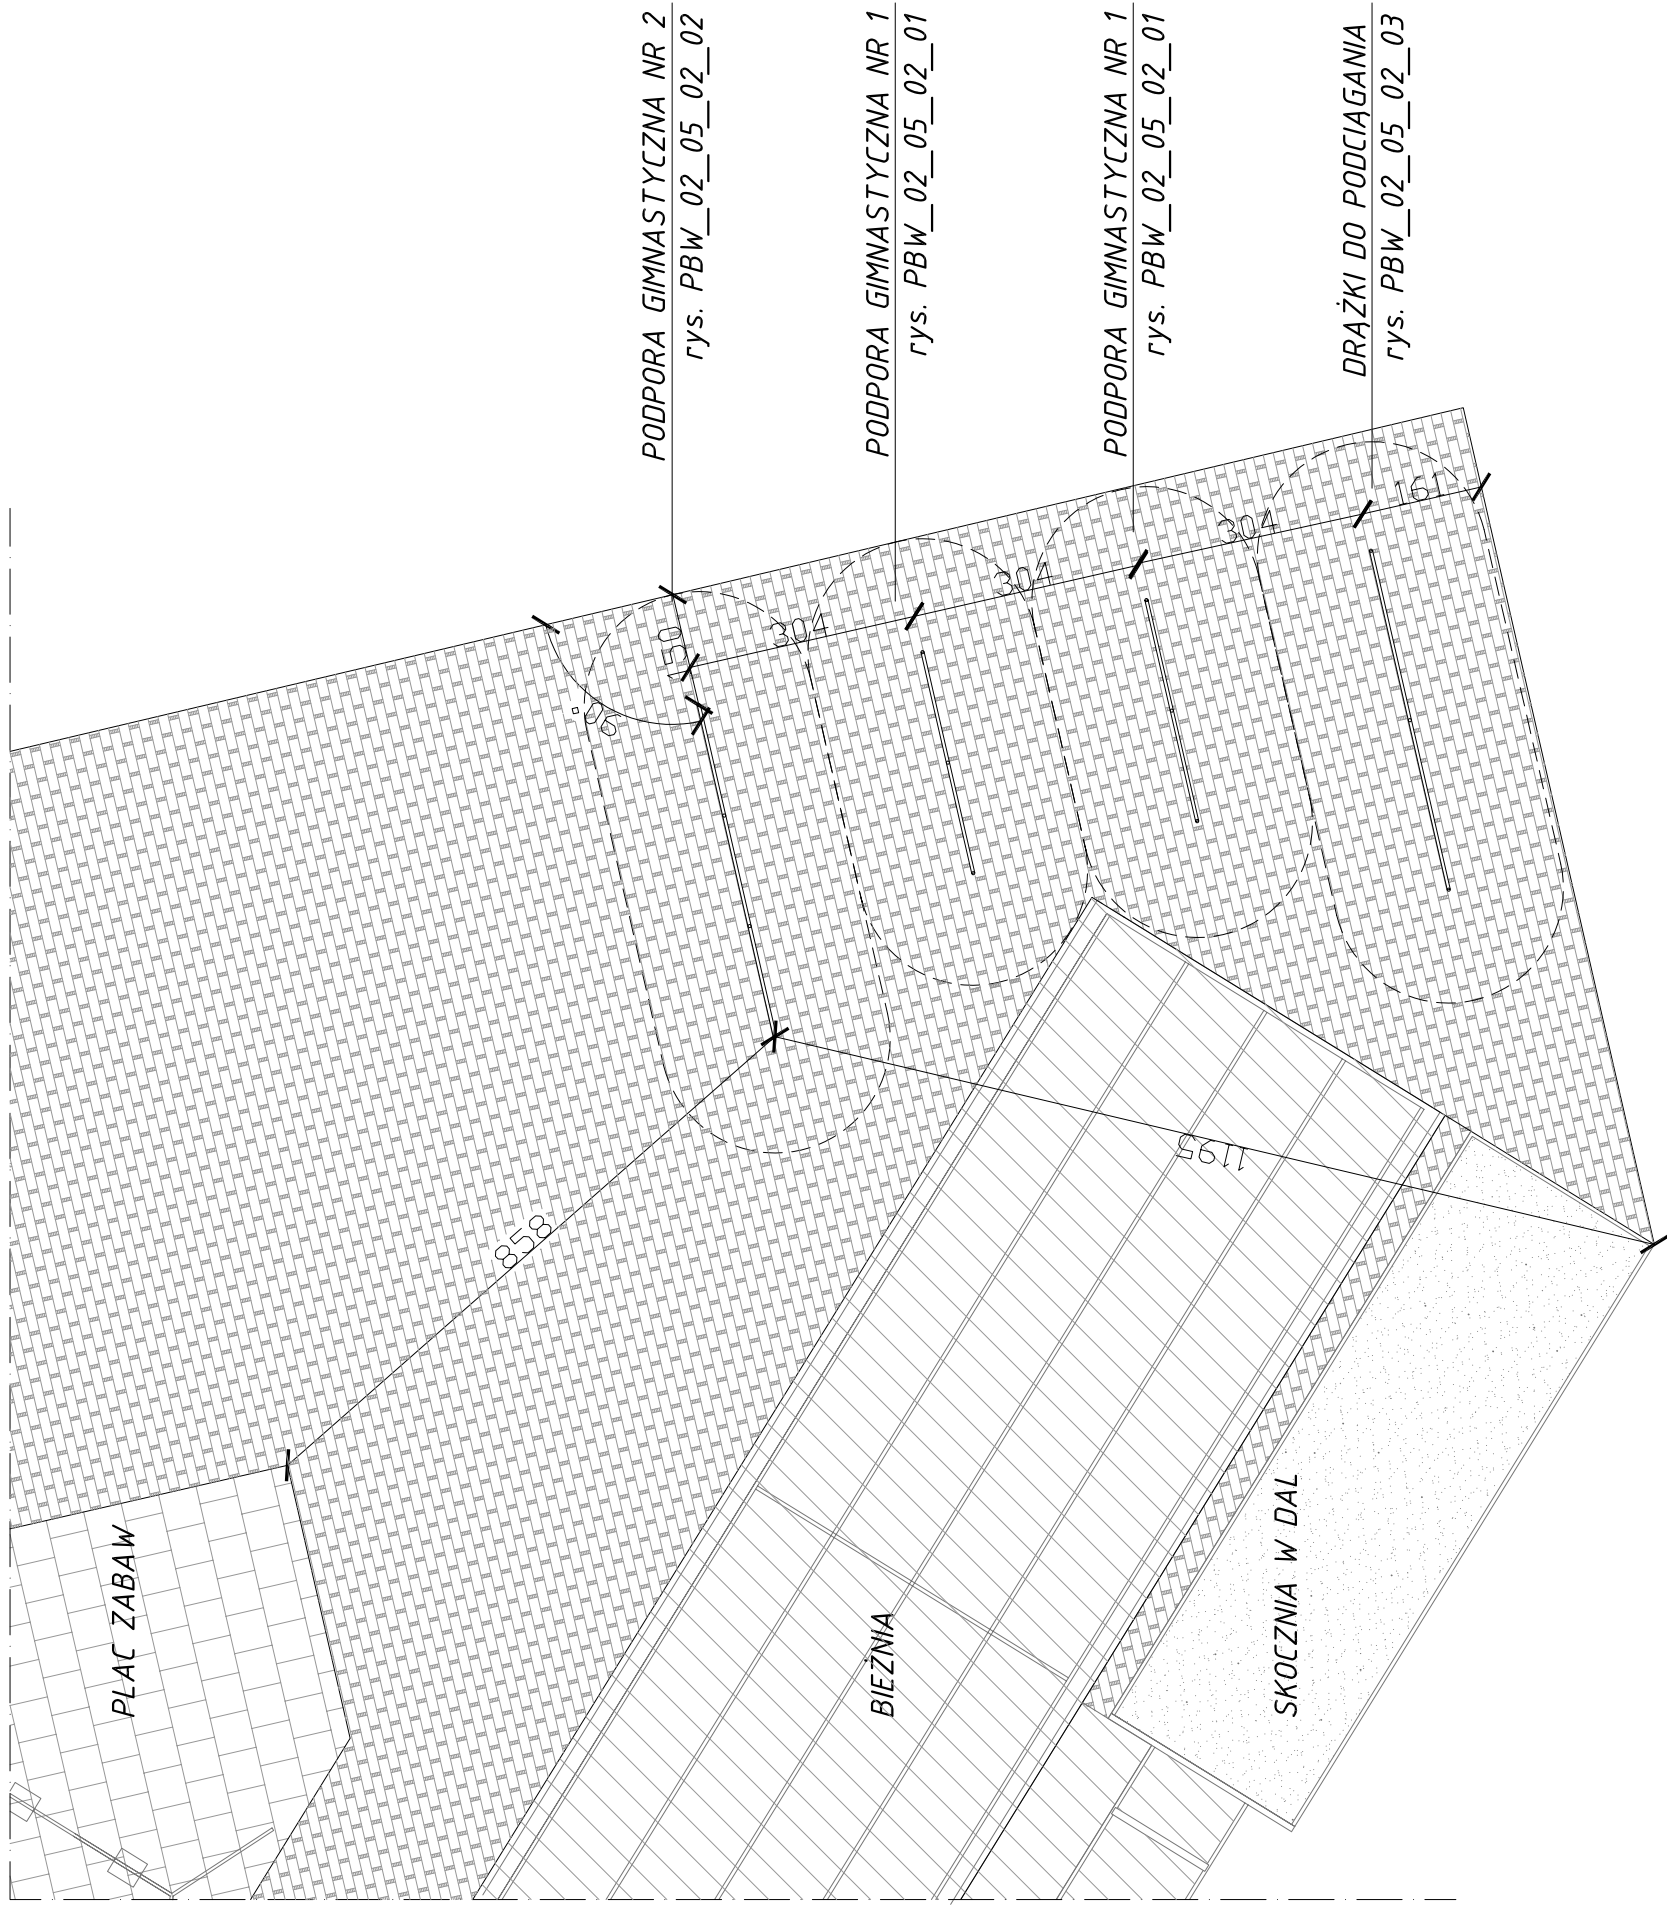 PODPORA GIMNASTYCZNA NR 2
rys. PBW_02_05_02_02
PODPORA GIMNASTYCZNA NR 1
rys. PBW_02_05_02_01
PODPORA GIMNASTYCZNA NR 1
rys. PBW_02_05_02_01
DRĄŻKI DO PODCIĄGANIA
rys. PBW_02_05_02_03
161
304
304
304
150
90°
858
1195
PLAC ZABAW
BIEŻNIA
SKOCZNIA W DAL